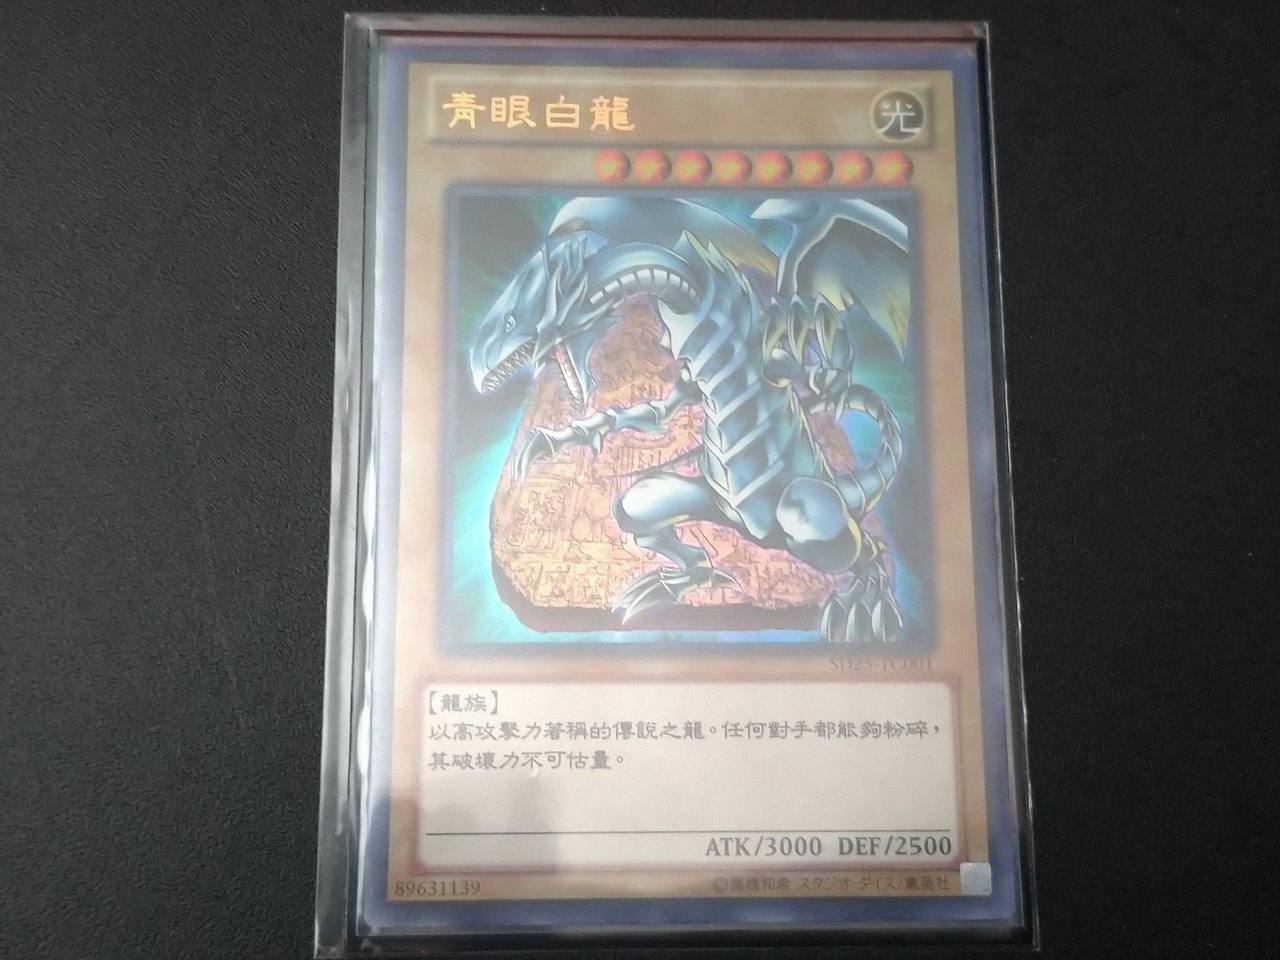 青眼白龍
光
SD25-TC001
【龍族】
以高攻擊力著稱的傳說之龍。任何對手都能夠粉碎，
其破壞力不可估量。
ATK/3000 DEF/2500
89631139
©高橋和希 スタジオ・ダイス/集英社